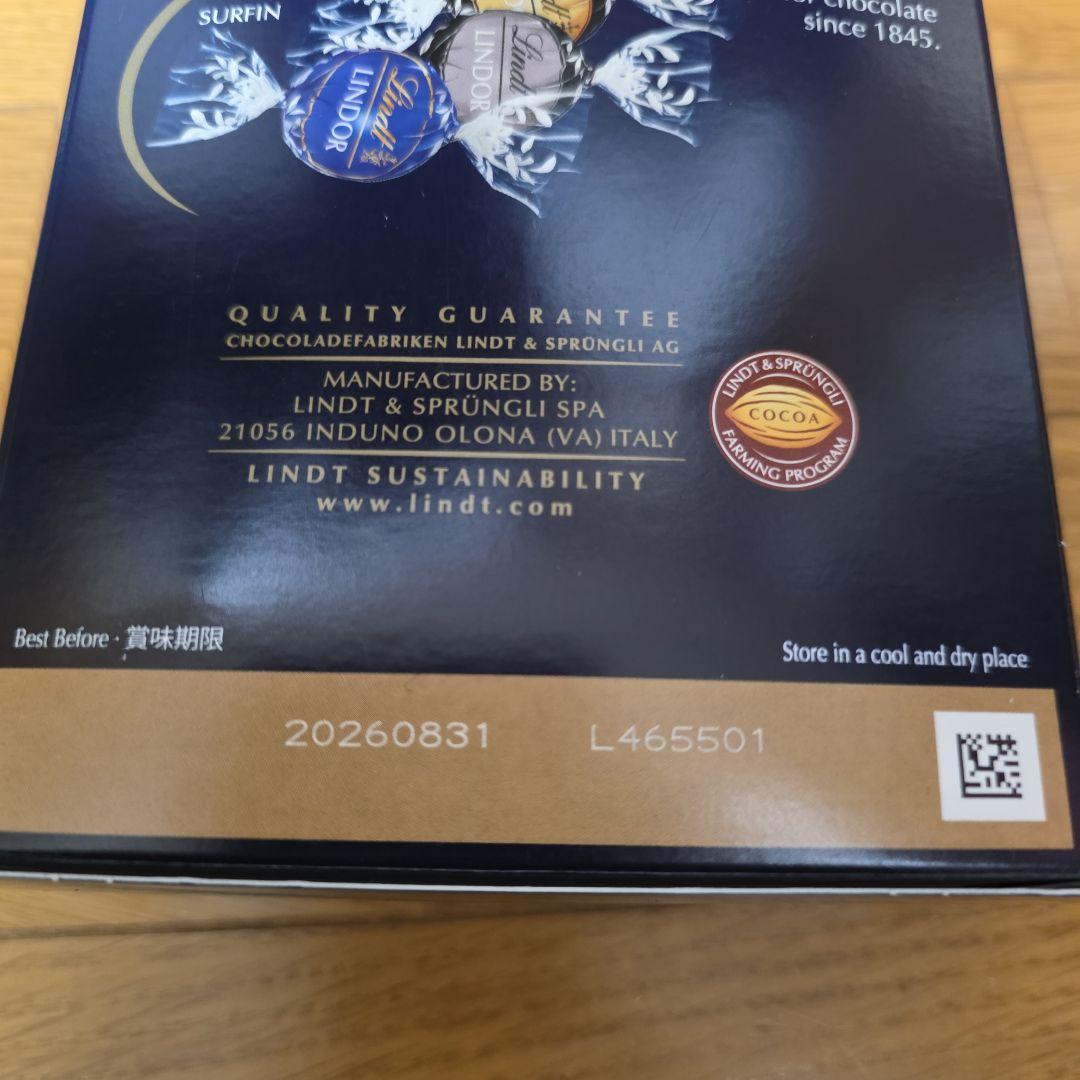 SURFIN
Lindt
LINDOR
Lindt
LINDOR
chocolate
since 1845.
QUALITY GUARANTEE
CHOCOLADEFABRIKEN LINDT & SPRÜNGLI AG
MANUFACTURED BY:
LINDT & SPRÜNGLI SPA
21056 INDUNO OLONA (VA) ITALY
LINDT SUSTAINABILITY
www.lindt.com
LINDT & SPRÜNGLI
COCOA
FARMING PROGRAM
Best Before · 賞味期限
Store in a cool and dry place
20260831 L465501